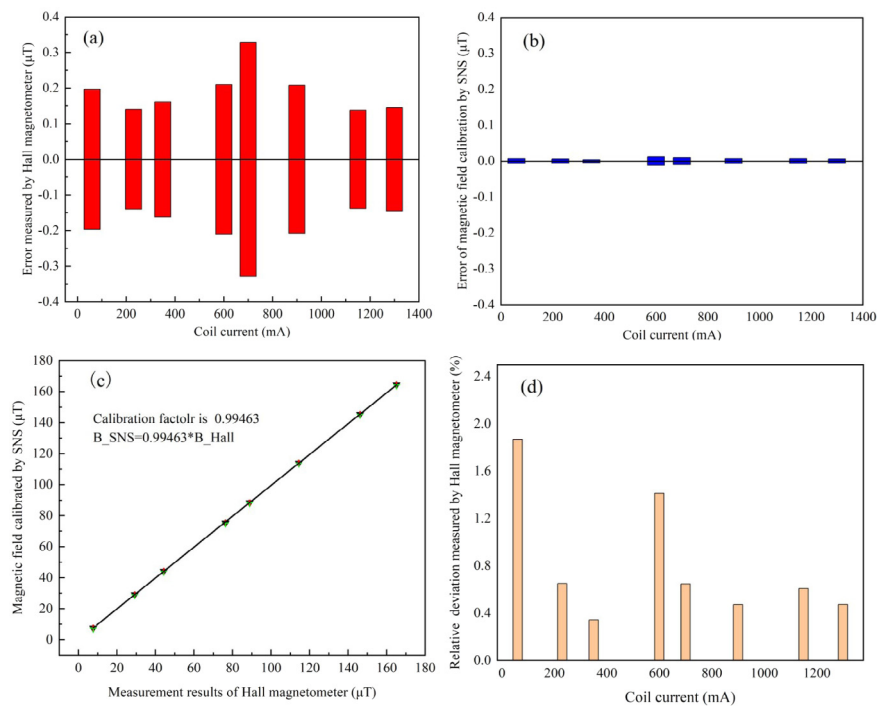 (a)
Error measured by Hall magnetometer (μT)
0.4
0.3
0.2
0.1
0.0
-0.1
-0.2
-0.3
-0.4
0 200 400 600 800 1000 1200 1400
Coil current (mA)
(b)
Error of magnetic field calibration by SNS (μT)
0.4
0.3
0.2
0.1
0.0
-0.1
-0.2
-0.3
-0.4
0 200 400 600 800 1000 1200 1400
Coil current (mA)
(c)
Calibration factolr is 0.99463
B_SNS=0.99463*B_Hall
Magnetic field calibrated by SNS (μT)
180
160
140
120
100
80
60
40
20
0
0 20 40 60 80 100 120 140 160 180
Measurement results of Hall magnetometer (μT)
(d)
Relative deviation measured by Hall magnetometer (%)
2.4
2.0
1.6
1.2
0.8
0.4
0.0
0 200 400 600 800 1000 1200
Coil current (mA)